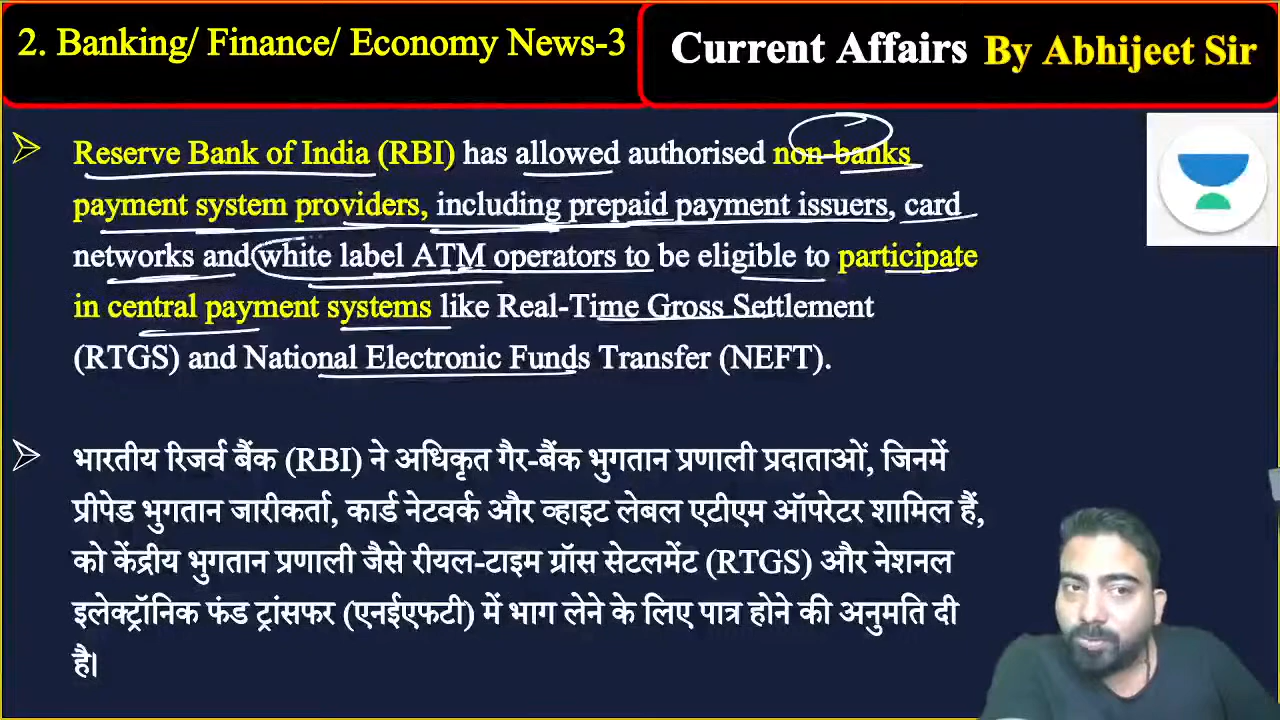 2. Banking/ Finance/ Economy News-3
Current Affairs By Abhijeet Sir
Reserve Bank of India (RBI) has allowed authorised non-banks
payment system providers, including prepaid payment issuers, card
networks and white label ATM operators to be eligible to participate
in central payment systems like Real-Time Gross Settlement
(RTGS) and National Electronic Funds Transfer (NEFT).
भारतीय रिजर्व बैंक (RBI) ने अधिकृत गैर-बैंक भुगतान प्रणाली प्रदाताओं, जिनमें
प्रीपेड भुगतान जारीकर्ता, कार्ड नेटवर्क और व्हाइट लेबल एटीएम ऑपरेटर शामिल हैं,
को केंद्रीय भुगतान प्रणाली जैसे रीयल-टाइम ग्रॉस सेटलमेंट (RTGS) और नेशनल
इलेक्ट्रॉनिक फंड ट्रांसफर (एनईएफटी) में भाग लेने के लिए पात्र होने की अनुमति दी
है।